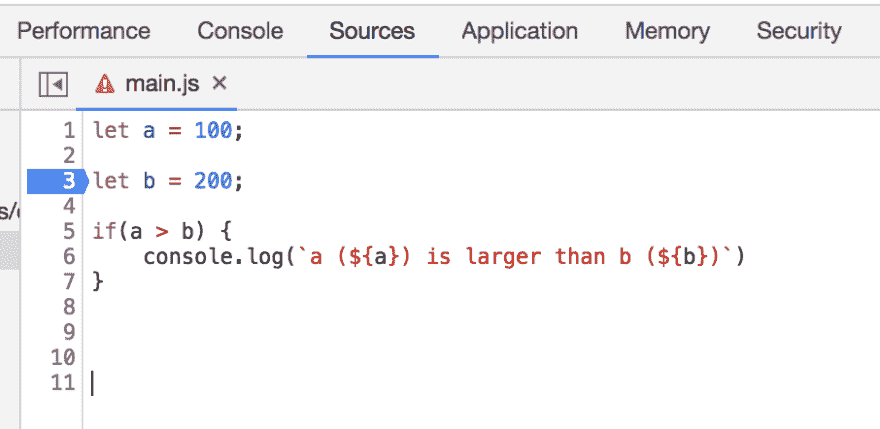 Performance Console Sources Application Memory Security
main.js ×
1 let a = 100;
2
3 let b = 200;
4
s/
5 if(a > b) {
6     console.log(`a (${a}) is larger than b (${b})`)
7 }
8
9
10
11